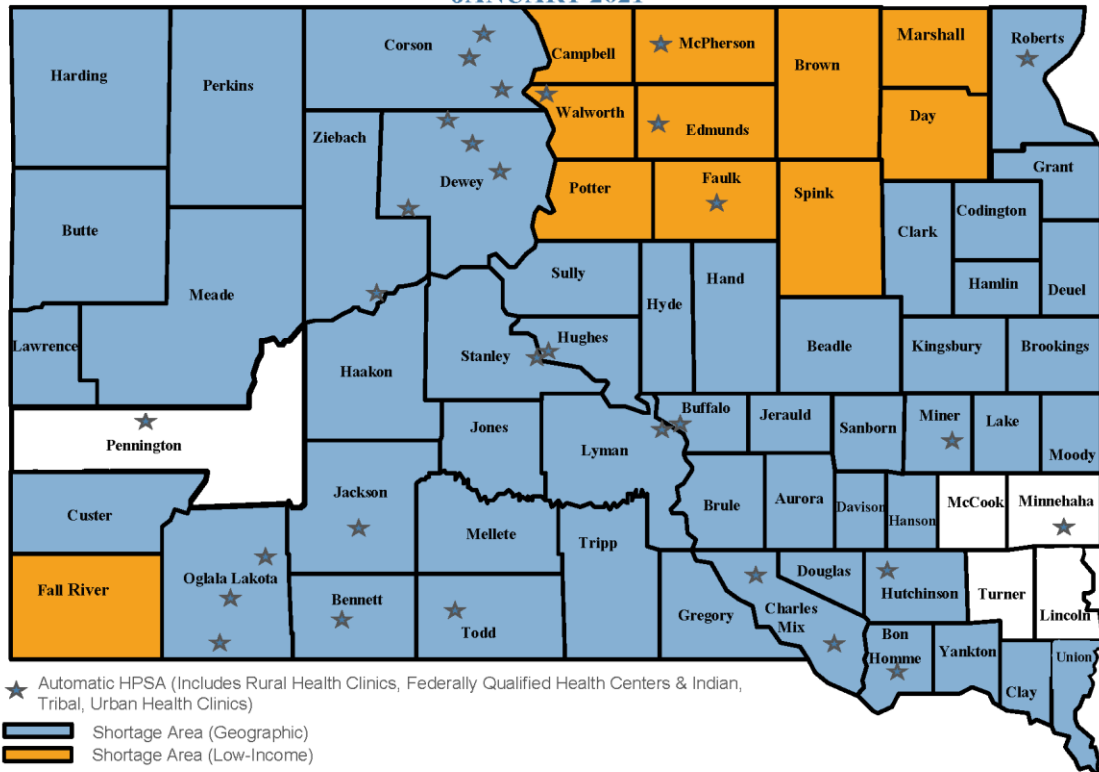 JANUARY 2021
Corson
Campbell
McPherson
Marshall
Roberts
Harding
Perkins
Brown
Walworth
Edmunds
Day
Ziebach
Dewey
Potter
Faulk
Spink
Grant
Codington
Clark
Butte
Meade
Sully
Hyde
Hand
Hamlin
Deuel
Lawrence
Stanley
Hughes
Beadle
Kingsbury
Brookings
Haakon
Pennington
Jones
Lyman
Buffalo
Jerauld
Sanborn
Miner
Lake
Moody
Custer
Jackson
Mellete
Tripp
Brule
Aurora
Davison
Hanson
McCook
Minnehaha
Fall River
Oglala Lakota
Bennett
Todd
Gregory
Charles
Mix
Douglas
Hutchinson
Turner
Lincoln
Bon
Homme
Yankton
Clay
Union
Automatic HPSA (Includes Rural Health Clinics, Federally Qualified Health Centers & Indian,
Tribal, Urban Health Clinics)
Shortage Area (Geographic)
Shortage Area (Low-Income)